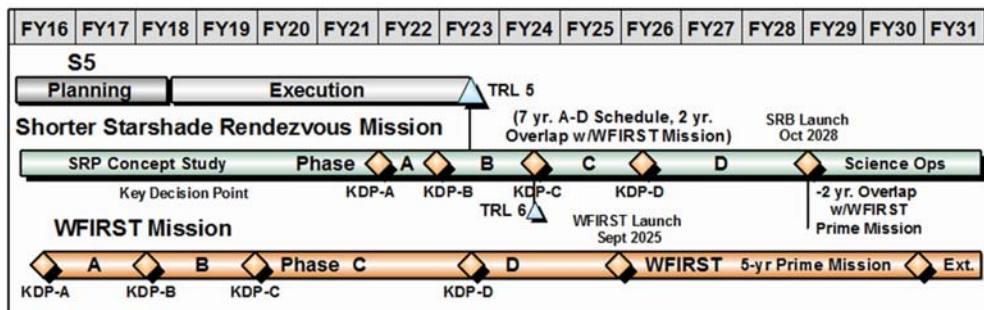 FY16 FY17 FY18 FY19 FY20 FY21 FY22 FY23 FY24 FY25 FY26 FY27 FY28 FY29 FY30 FY31
S5
Planning Execution TRL 5
Shorter Starshade Rendezvous Mission
(7 yr. A-D Schedule, 2 yr.
Overlap w/WFIRST Mission)
SRB Launch
Oct 2028
SRP Concept Study Phase A B C D Science Ops
Key Decision Point KDP-A KDP-B KDP-C KDP-D
TRL 6
-2 yr. Overlap
w/WFIRST
Prime Mission
WFIRST Mission
WFIRST Launch
Sept 2025
A B Phase C D WFIRST 5-yr Prime Mission Ext.
KDP-A KDP-B KDP-C KDP-D